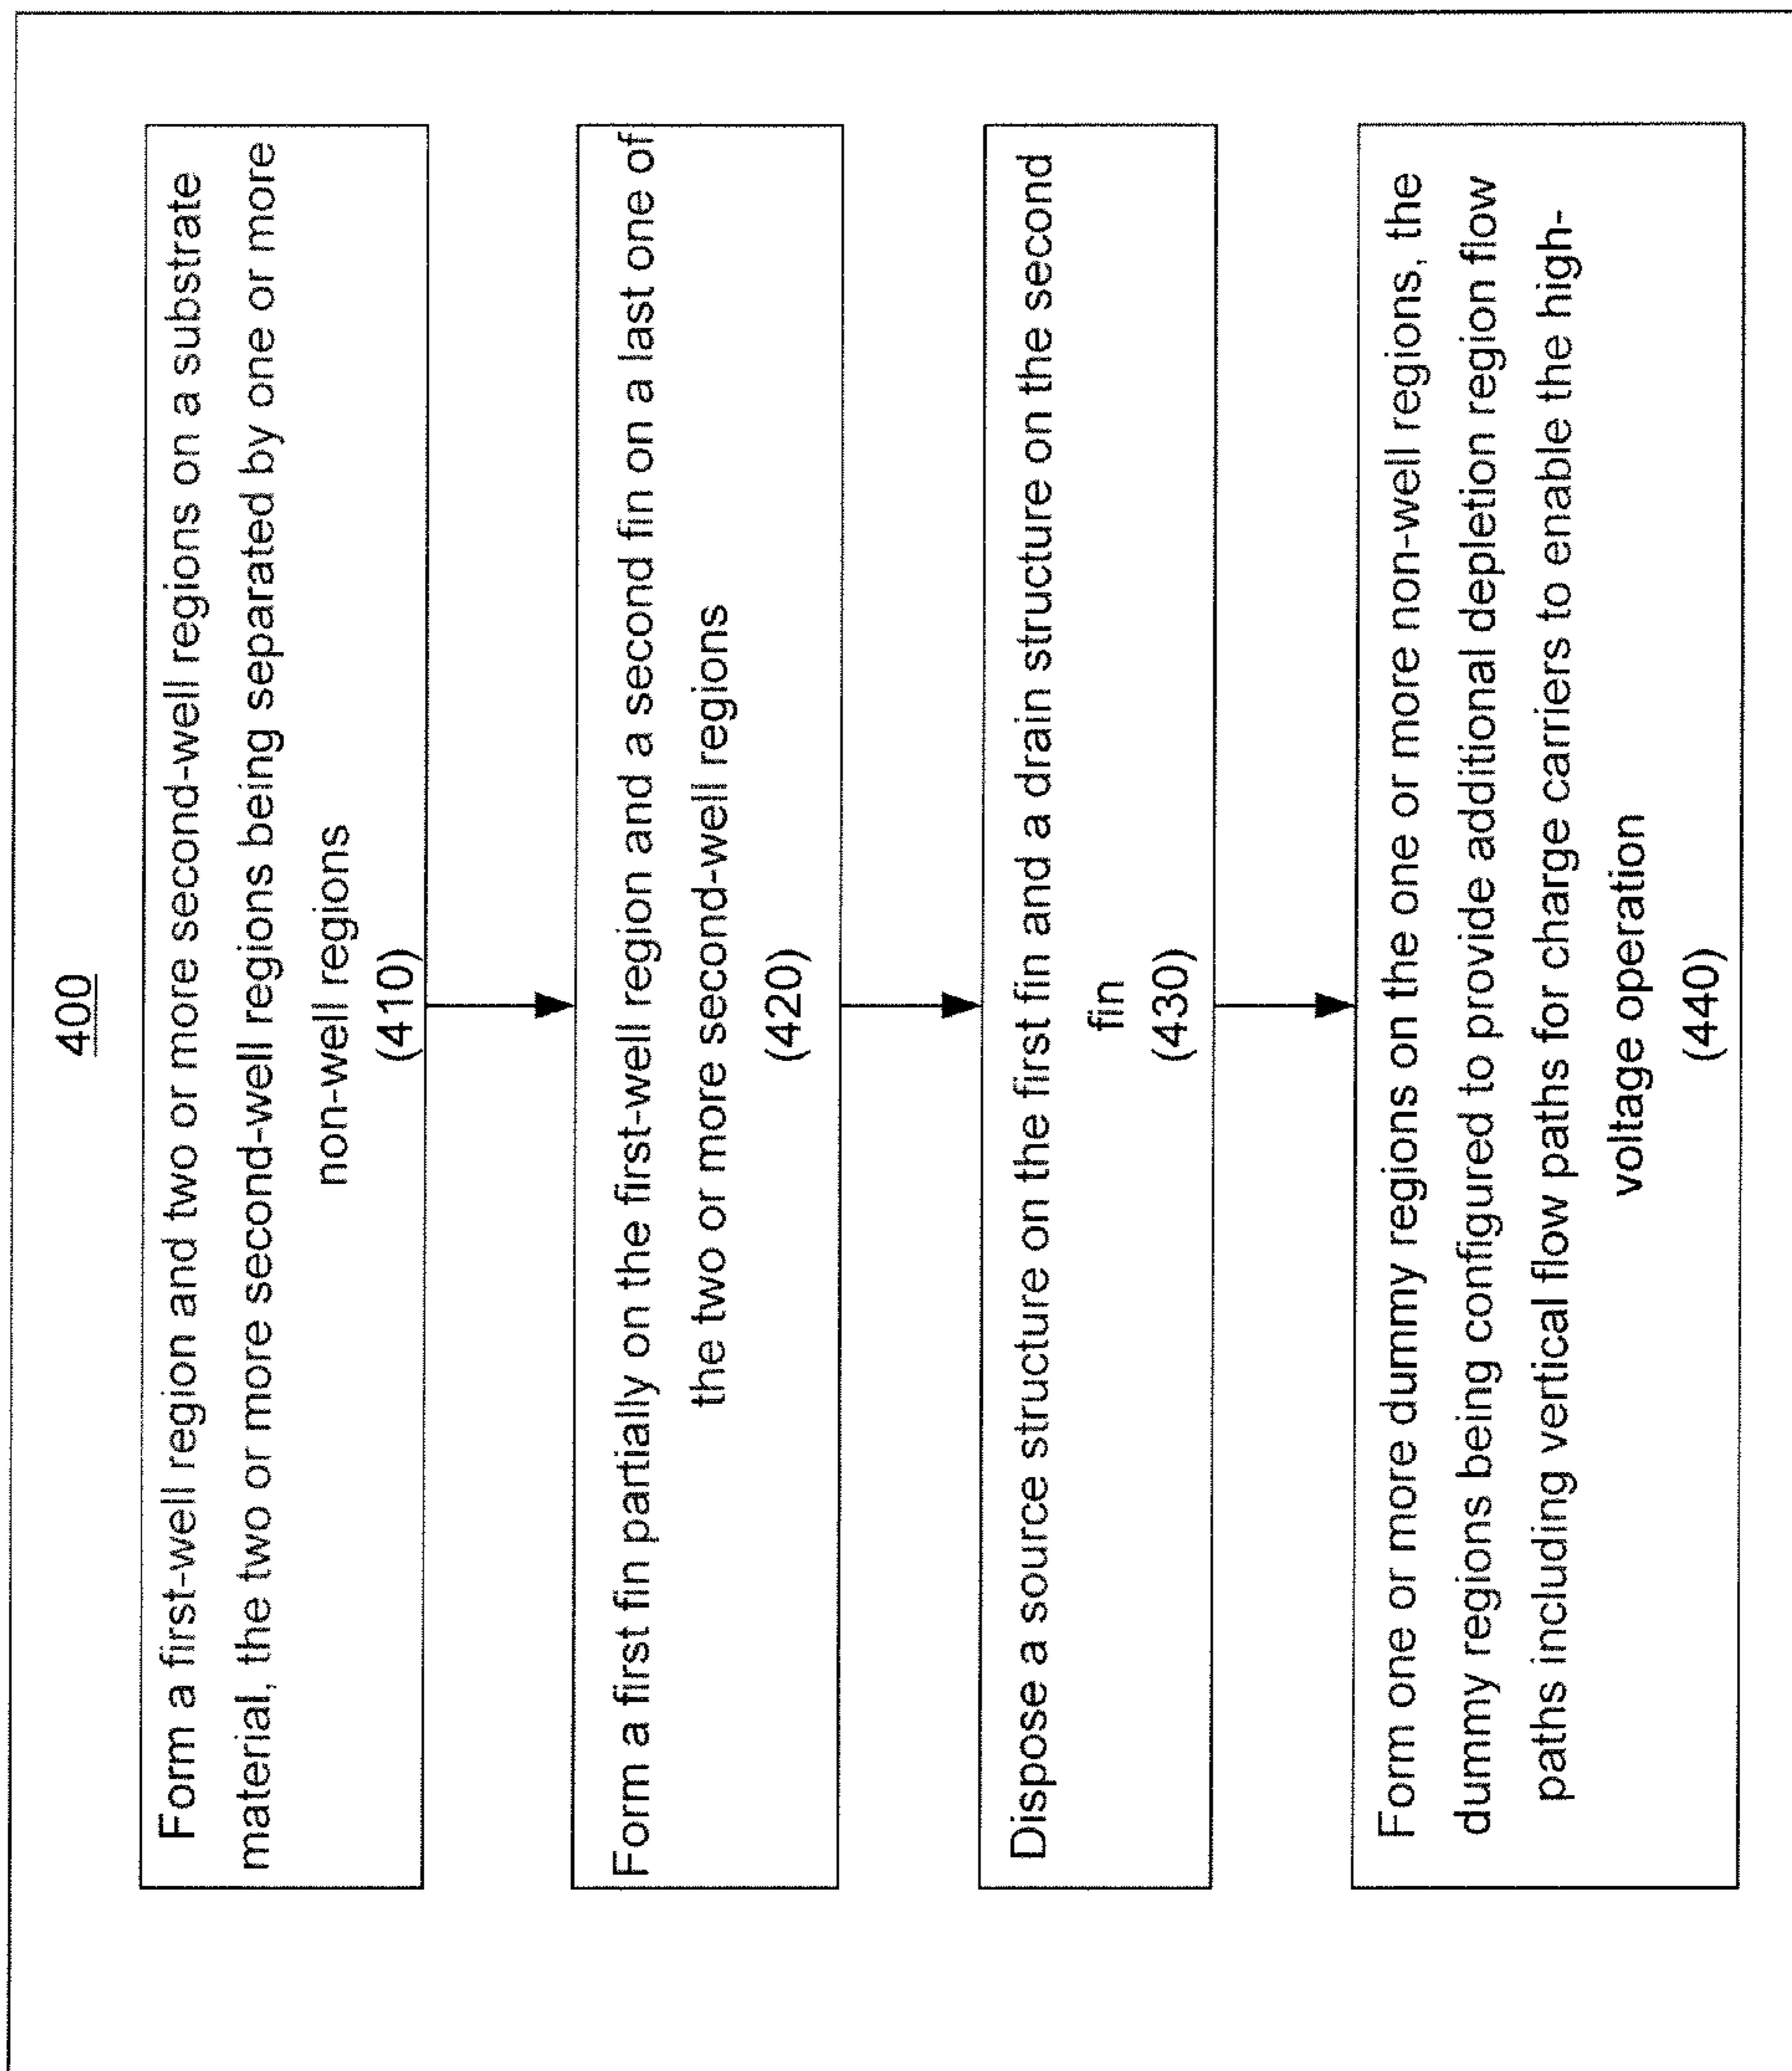 400
Form a first-well region and two or more second-well regions on a substrate
material, the two or more second-well regions being separated by one or more
non-well regions
(410)
Form a first fin partially on the first-well region and a second fin on a last one of
the two or more second-well regions
(420)
Dispose a source structure on the first fin and a drain structure on the second
fin
(430)
Form one or more dummy regions on the one or more non-well regions, the
dummy regions being configured to provide additional depletion region flow
paths including vertical flow paths for charge carriers to enable the high-
voltage operation
(440)